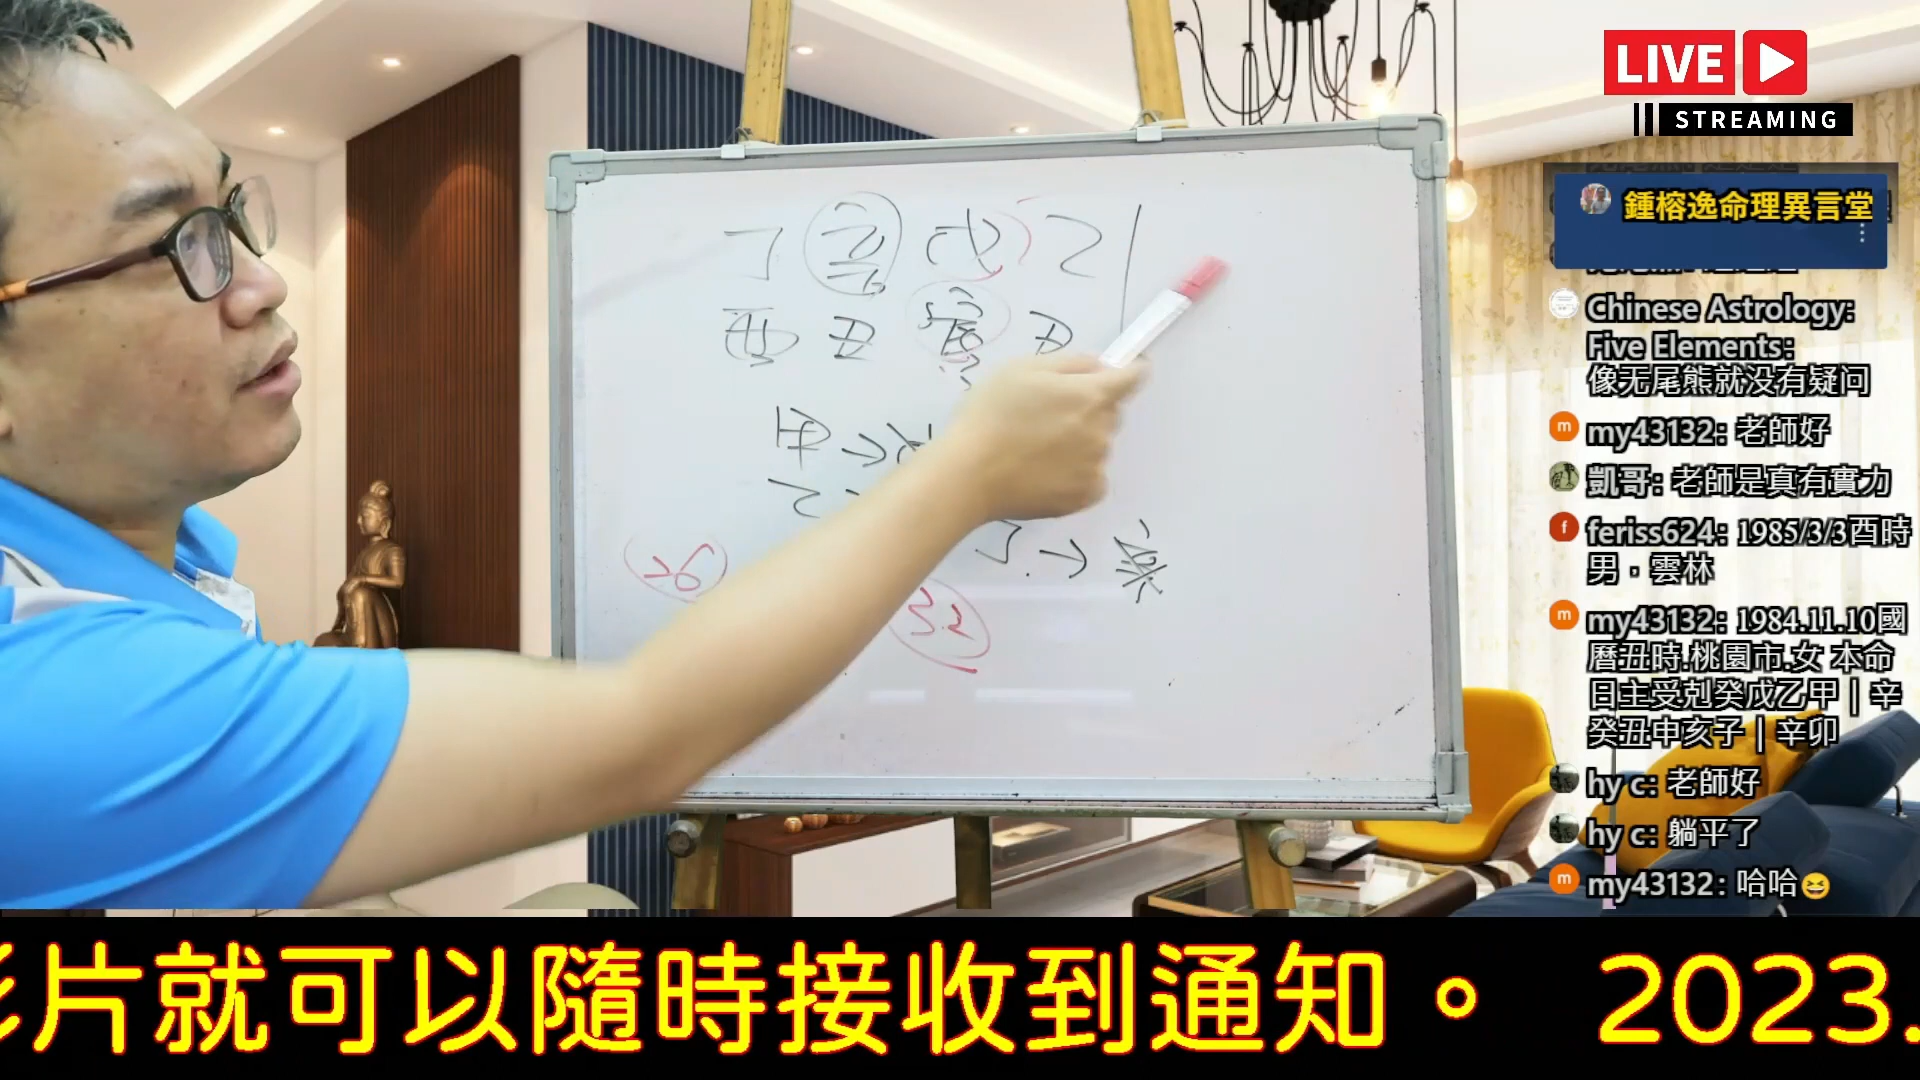 LIVE
STREAMING
鍾榕逸命理異言堂
Chinese Astrology:
Five Elements:
像无尾熊就没有疑问
my43132: 老師好
凱哥: 老師是真有實力
feriss624: 1985/3/3酉時
男，雲林
my43132: 1984.11.10國
曆丑時.桃園市.女 本命
日主受剋癸戊乙甲 | 辛
癸丑申亥子 | 辛卯
hy c: 老師好
hy c: 躺平了
my43132: 哈哈😆
丁 戊 乙
酉 丑 寅 丑
32
片就可以隨時接收到通知。 2023.